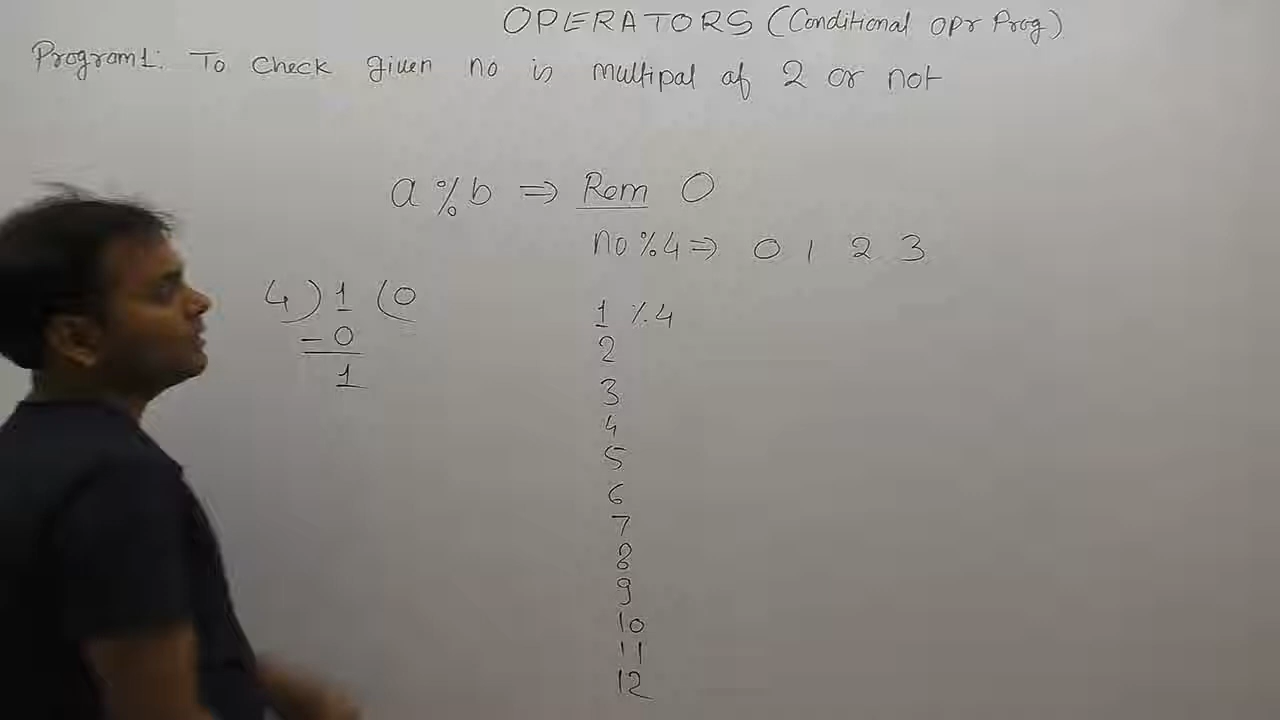 OPERATORS (Conditional opr Prog)
Program1: To check given no is multipal of 2 or not
a % b ⇒ Rem 0
no % 4 ⇒ 0 1 2 3
4 ) 1 ( 0
- 0
1
1 % 4
2
3
4
5
6
7
8
9
10
11
12